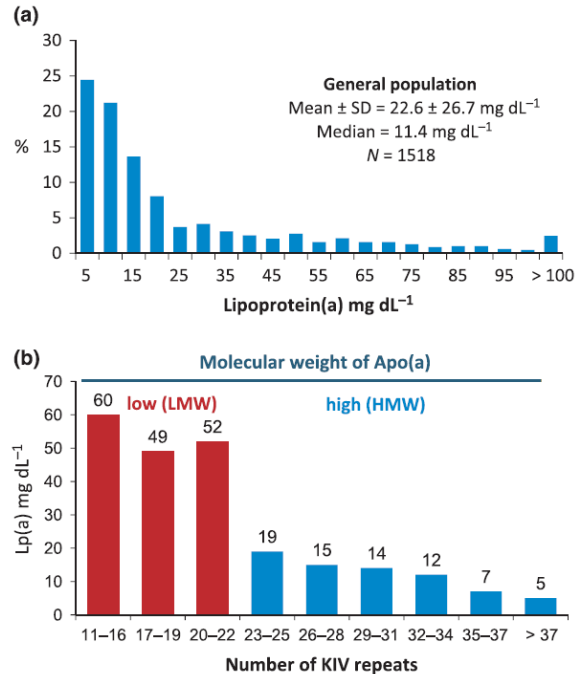 (a)
30
25
20
15
10
5
0
%
General population
Mean ± SD = 22.6 ± 26.7 mg dL⁻¹
Median = 11.4 mg dL⁻¹
N = 1518
5 15 25 35 45 55 65 75 85 95 > 100
Lipoprotein(a) mg dL⁻¹
(b)
Molecular weight of Apo(a)
low (LMW) high (HMW)
70
60
50
40
30
20
10
0
Lp(a) mg dL⁻¹
60 49 52 19 15 14 12 7 5
11–16 17–19 20–22 23–25 26–28 29–31 32–34 35–37 > 37
Number of KIV repeats